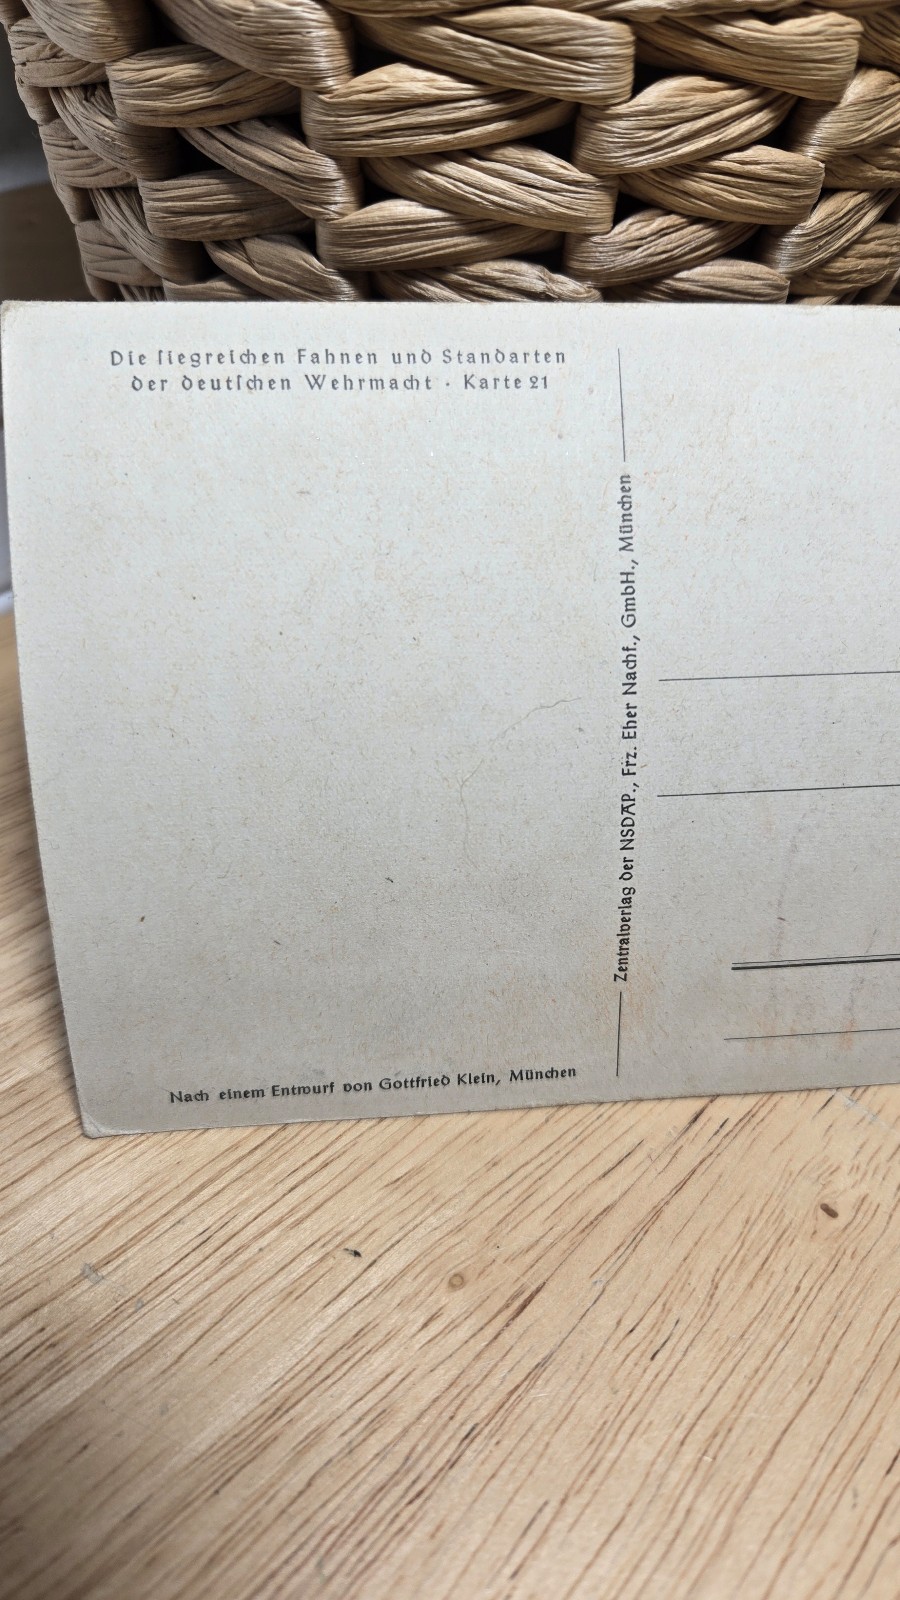 Die ſiegreichen Fahnen und Standarten
der deutſchen Wehrmacht · Karte 21
Zentralverlag der NSDAP., Frz. Eher Nachf., GmbH., München
Nach einem Entwurf von Gottfried Klein, München